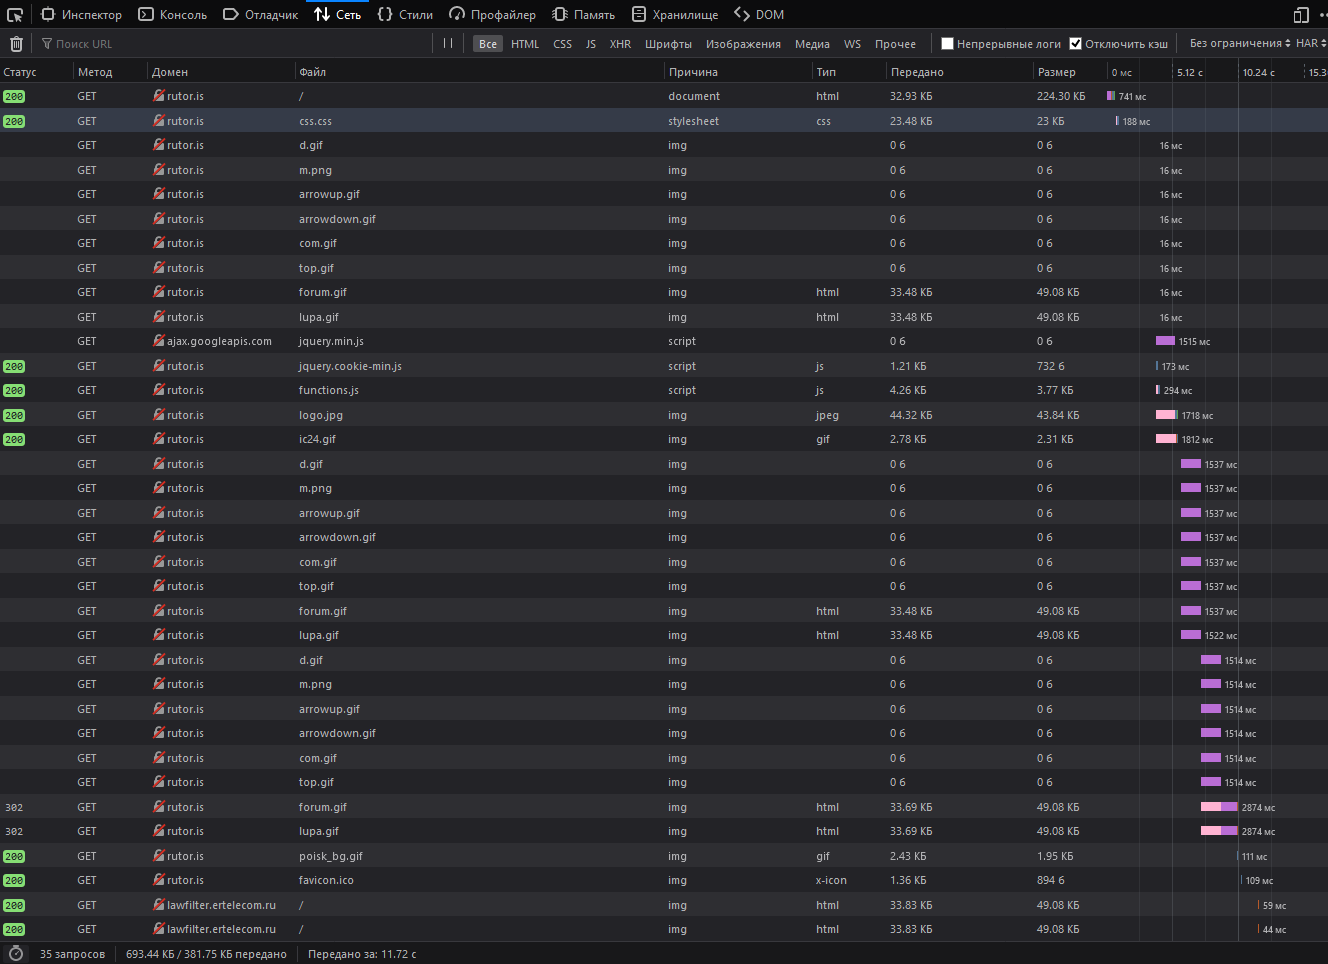 Инспектор Консоль Отладчик Сеть Стили Профайлер Память Хранилище DOM
Поиск URL Все HTML CSS JS XHR Шрифты Изображения Медиа WS Прочее Непрерывные логи Отключить кэш Без ограничения HAR
Статус Метод Домен Файл Причина Тип Передано Размер 0 мс 5.12 с 10.24 с 15.3
200 GET rutor.is / document html 32.93 КБ 224.30 КБ 741 мс
200 GET rutor.is css.css stylesheet css 23.48 КБ 23 КБ 188 мс
GET rutor.is d.gif img 0 б 0 б 16 мс
GET rutor.is m.png img 0 б 0 б 16 мс
GET rutor.is arrowup.gif img 0 б 0 б 16 мс
GET rutor.is arrowdown.gif img 0 б 0 б 16 мс
GET rutor.is com.gif img 0 б 0 б 16 мс
GET rutor.is top.gif img 0 б 0 б 16 мс
GET rutor.is forum.gif img html 33.48 КБ 49.08 КБ 16 мс
GET rutor.is lupa.gif img html 33.48 КБ 49.08 КБ 16 мс
GET ajax.googleapis.com jquery.min.js script 1515 мс
200 GET rutor.is jquery.cookie-min.js script js 1.21 КБ 732 б 173 мс
200 GET rutor.is functions.js script js 4.26 КБ 3.77 КБ 294 мс
200 GET rutor.is logo.jpg img jpeg 44.32 КБ 43.84 КБ 1718 мс
200 GET rutor.is ic24.gif img gif 2.78 КБ 2.31 КБ 1812 мс
GET rutor.is d.gif img 0 б 0 б 1537 мс
GET rutor.is m.png img 0 б 0 б 1537 мс
GET rutor.is arrowup.gif img 0 б 0 б 1537 мс
GET rutor.is arrowdown.gif img 0 б 0 б 1537 мс
GET rutor.is com.gif img 0 б 0 б 1537 мс
GET rutor.is top.gif img 0 б 0 б 1537 мс
GET rutor.is forum.gif img html 33.48 КБ 49.08 КБ 1537 мс
GET rutor.is lupa.gif img html 33.48 КБ 49.08 КБ 1522 мс
GET rutor.is d.gif img 0 б 0 б 1514 мс
GET rutor.is m.png img 0 б 0 б 1514 мс
GET rutor.is arrowup.gif img 0 б 0 б 1514 мс
GET rutor.is arrowdown.gif img 0 б 0 б 1514 мс
GET rutor.is com.gif img 0 б 0 б 1514 мс
GET rutor.is top.gif img 0 б 0 б 1514 мс
302 GET rutor.is forum.gif img html 33.69 КБ 49.08 КБ 2874 мс
302 GET rutor.is lupa.gif img html 33.69 КБ 49.08 КБ 2874 мс
200 GET rutor.is poisk_bg.gif img gif 2.43 КБ 1.95 КБ 111 мс
200 GET rutor.is favicon.ico img x-icon 1.36 КБ 894 б 109 мс
200 GET lawfilter.ertelecom.ru / img html 33.83 КБ 49.08 КБ 59 мс
200 GET lawfilter.ertelecom.ru / img html 33.83 КБ 49.08 КБ 44 мс
35 запросов 693.44 КБ / 381.75 КБ передано Передано за: 11.72 с